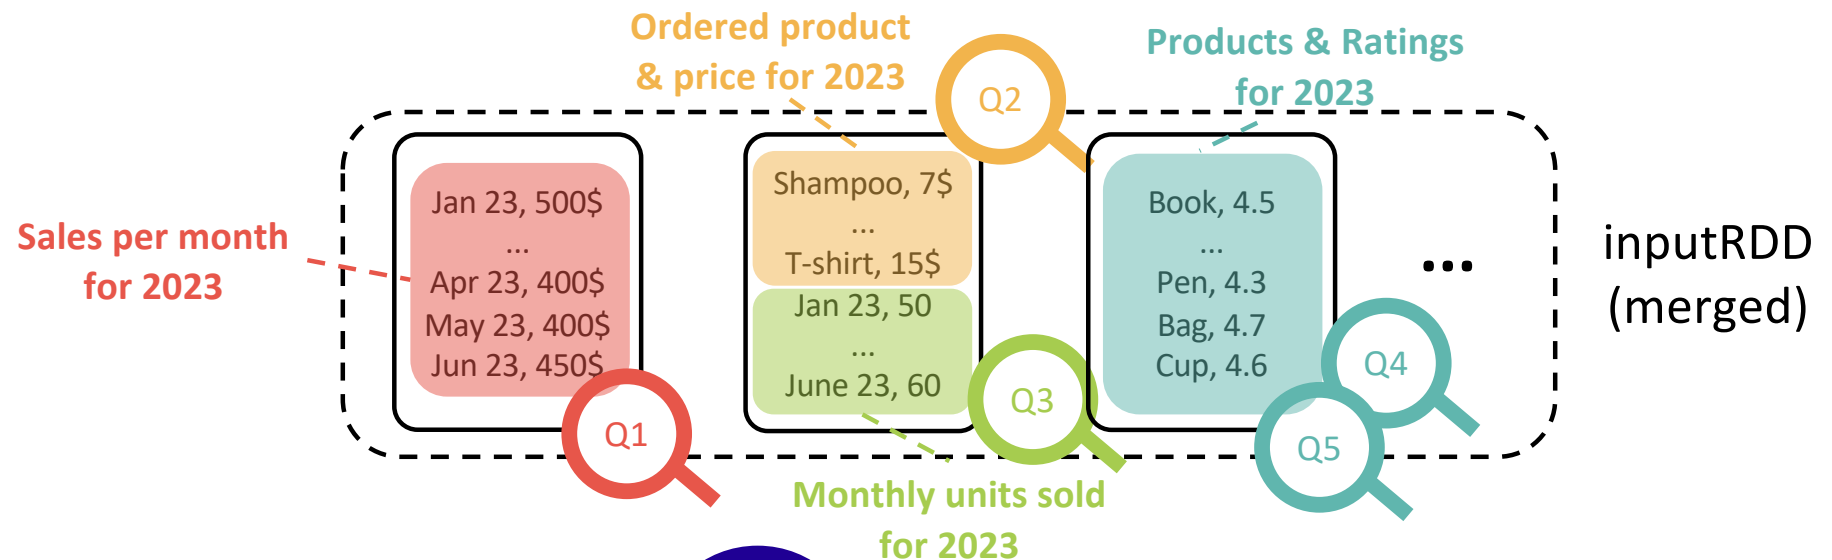 Ordered product
& price for 2023
Q2
Products & Ratings
for 2023
Sales per month
for 2023
Jan 23, 500$
...
Apr 23, 400$
May 23, 400$
Jun 23, 450$
Q1
Shampoo, 7$
...
T-shirt, 15$
Jan 23, 50
...
June 23, 60
Q3
Monthly units sold
for 2023
Book, 4.5
...
Pen, 4.3
Bag, 4.7
Cup, 4.6
Q4
Q5
...
inputRDD
(merged)